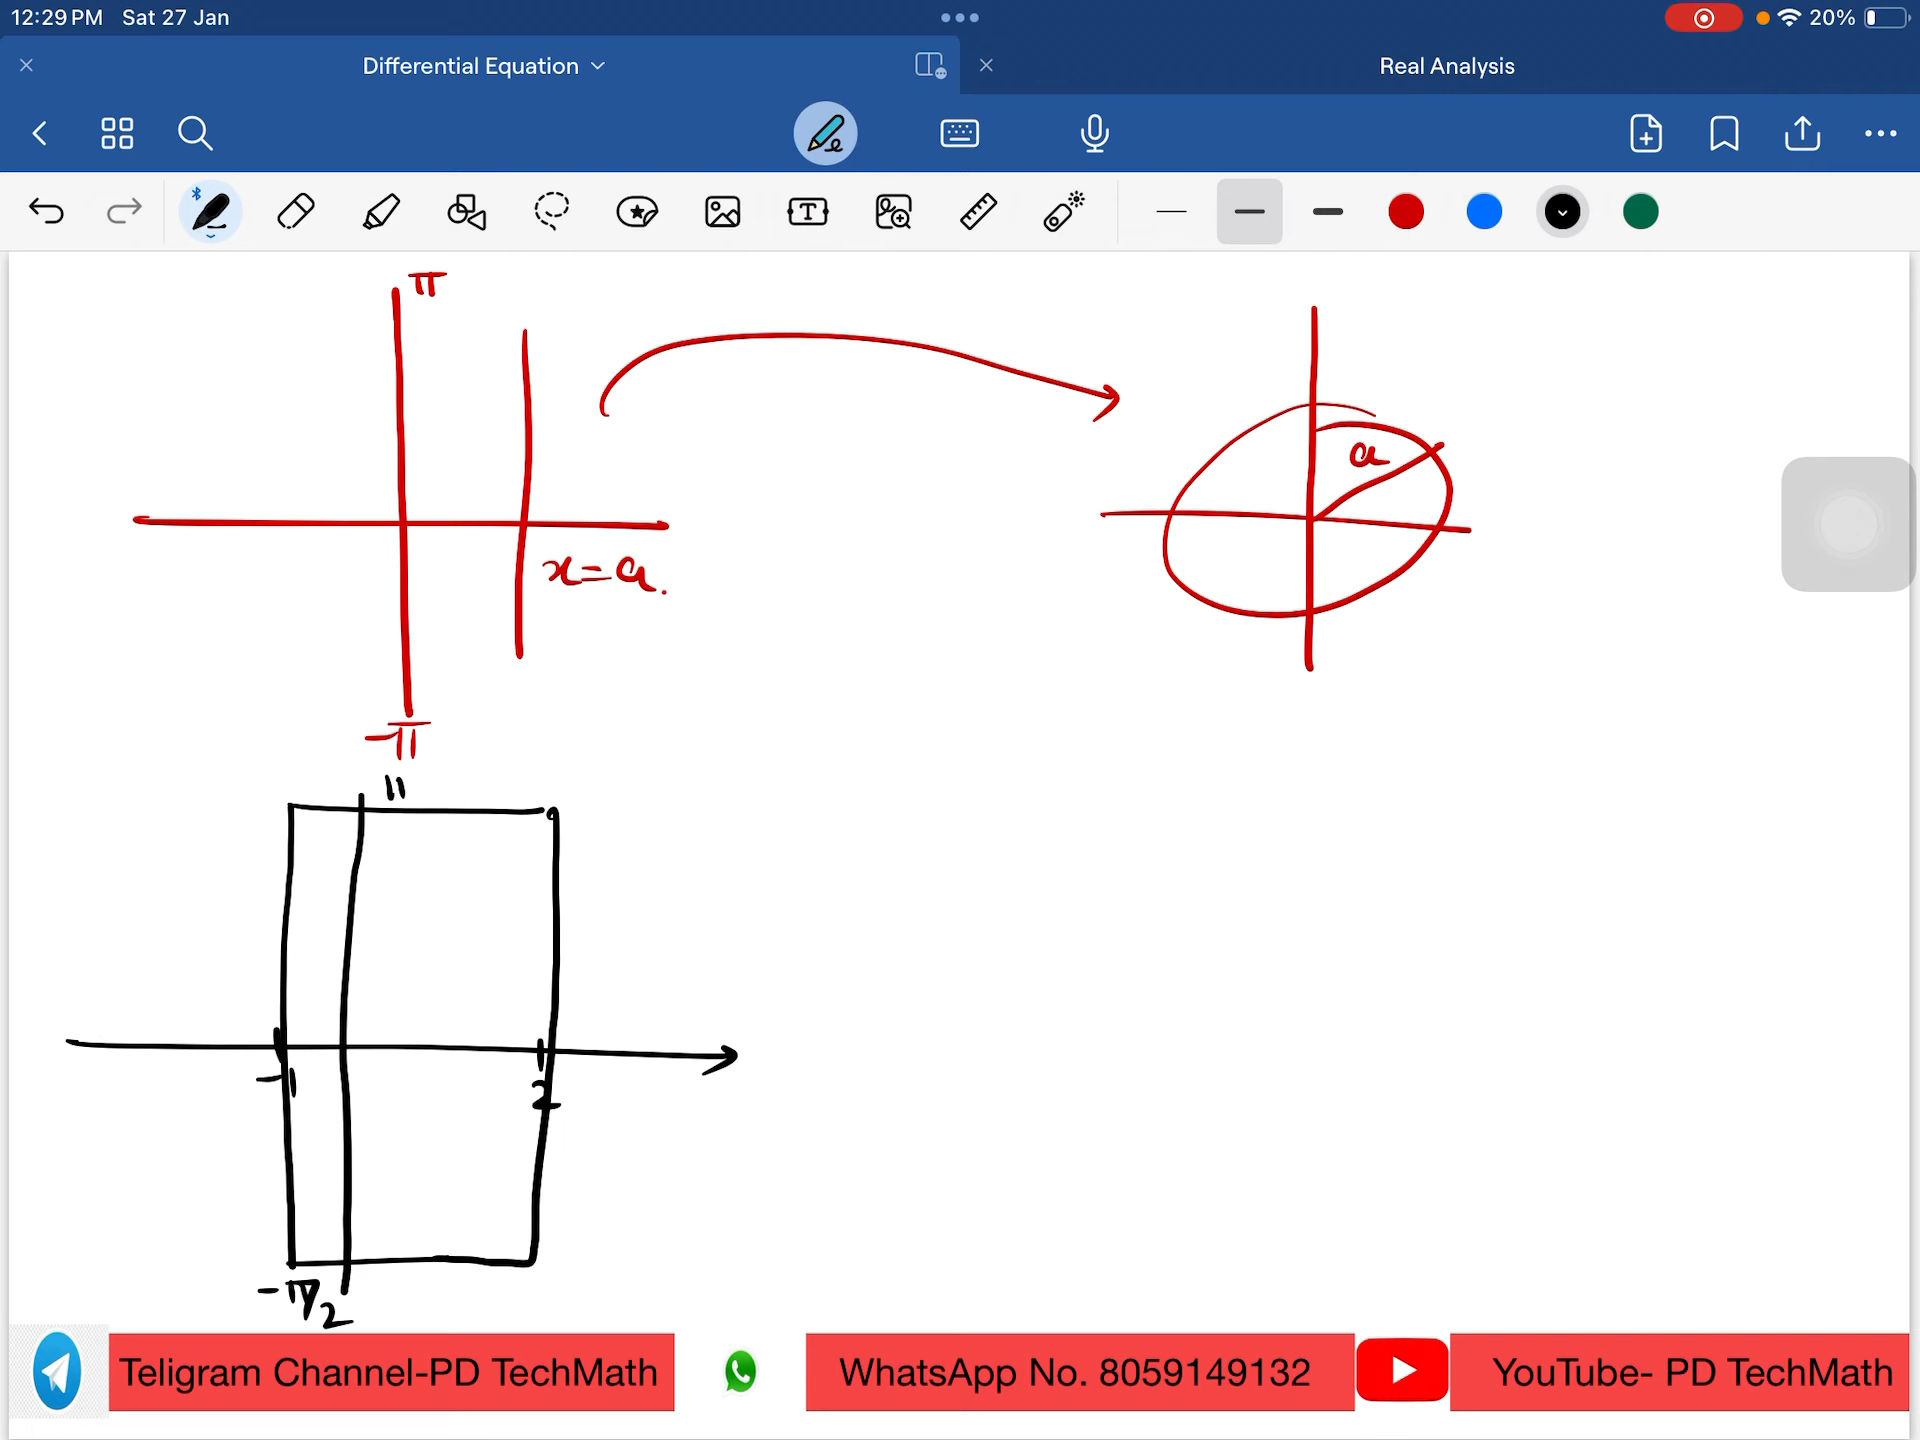 12:29 PM Sat 27 Jan
20%
Differential Equation
Real Analysis
π
a
x=a.
-π
π
-1
2
-π/2
Teligram Channel-PD TechMath
WhatsApp No. 8059149132
YouTube- PD TechMath